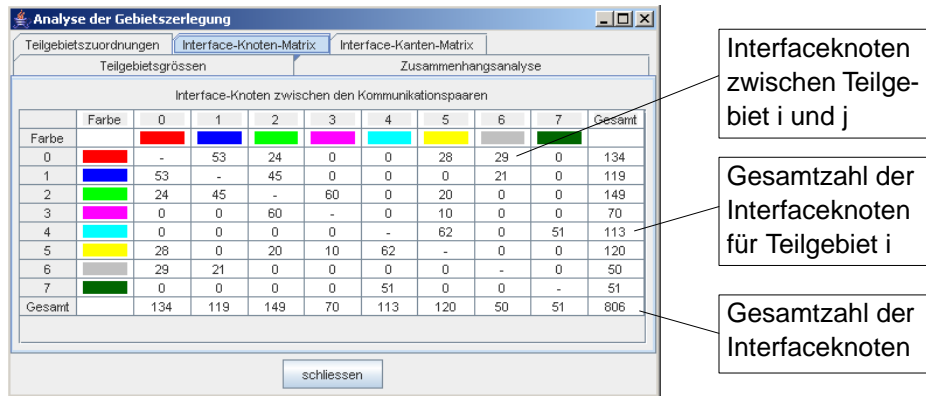 Analyse der Gebietszerlegung
Teilgebietszuordnungen Interface-Knoten-Matrix Interface-Kanten-Matrix
Teilgebietsgrössen Zusammenhangsanalyse
Interface-Knoten zwischen den Kommunikationspaaren
Farbe 0 1 2 3 4 5 6 7 Gesamt
Farbe
0 - 53 24 0 0 28 29 0 134
1 53 - 45 0 0 0 21 0 119
2 24 45 - 60 0 20 0 0 149
3 0 0 60 - 0 10 0 0 70
4 0 0 0 0 - 62 0 51 113
5 28 0 20 10 62 - 0 0 120
6 29 21 0 0 0 0 - 0 50
7 0 0 0 0 51 0 0 - 51
Gesamt 134 119 149 70 113 120 50 51 806
schliessen
Interfaceknoten
zwischen Teilge-
biet i und j
Gesamtzahl der
Interfaceknoten
für Teilgebiet i
Gesamtzahl der
Interfaceknoten